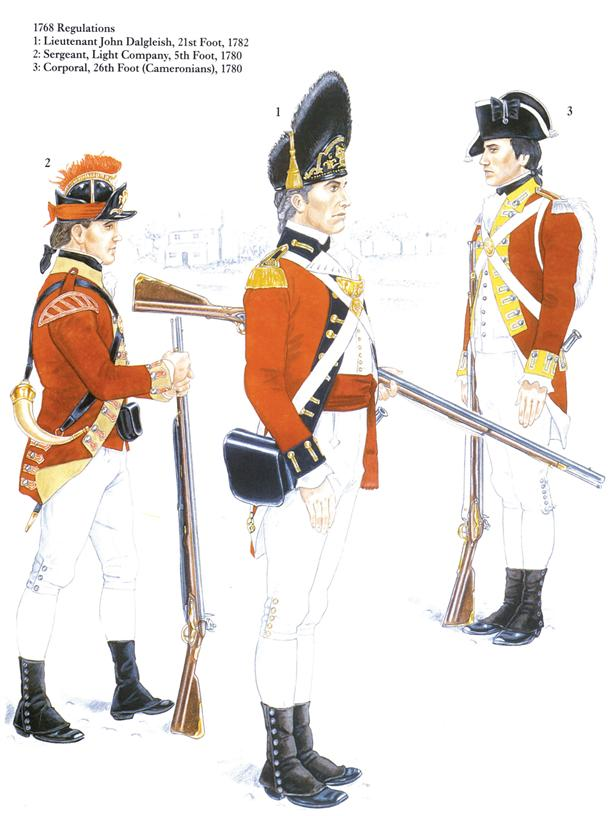 1768 Regulations
1: Lieutenant John Dalgleish, 21st Foot, 1782
2: Sergeant, Light Company, 5th Foot, 1780
3: Corporal, 26th Foot (Cameronians), 1780
1
3
2